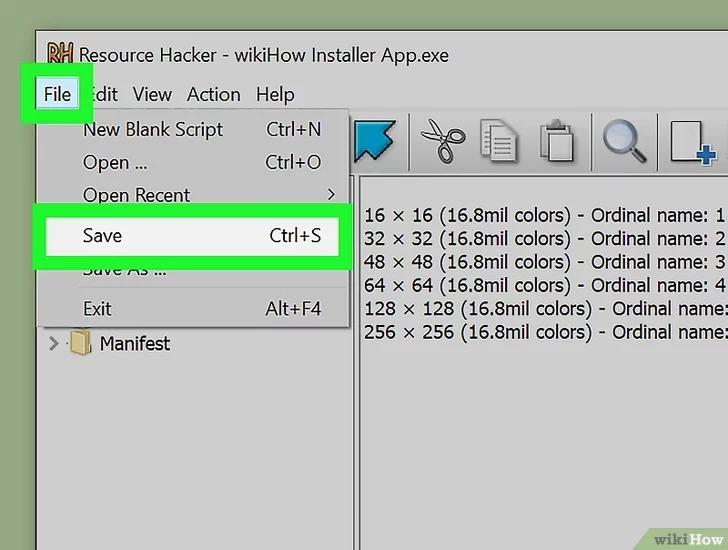 RH Resource Hacker - wikiHow Installer App.exe
File Edit View Action Help
New Blank Script Ctrl+N
Open ... Ctrl+O
Open Recent
Save Ctrl+S
Save As ...
Exit Alt+F4
Manifest
16 × 16 (16.8mil colors) - Ordinal name: 1
32 × 32 (16.8mil colors) - Ordinal name: 2
48 × 48 (16.8mil colors) - Ordinal name: 3
64 × 64 (16.8mil colors) - Ordinal name: 4
128 × 128 (16.8mil colors) - Ordinal name:
256 × 256 (16.8mil colors) - Ordinal name:
wikiHow